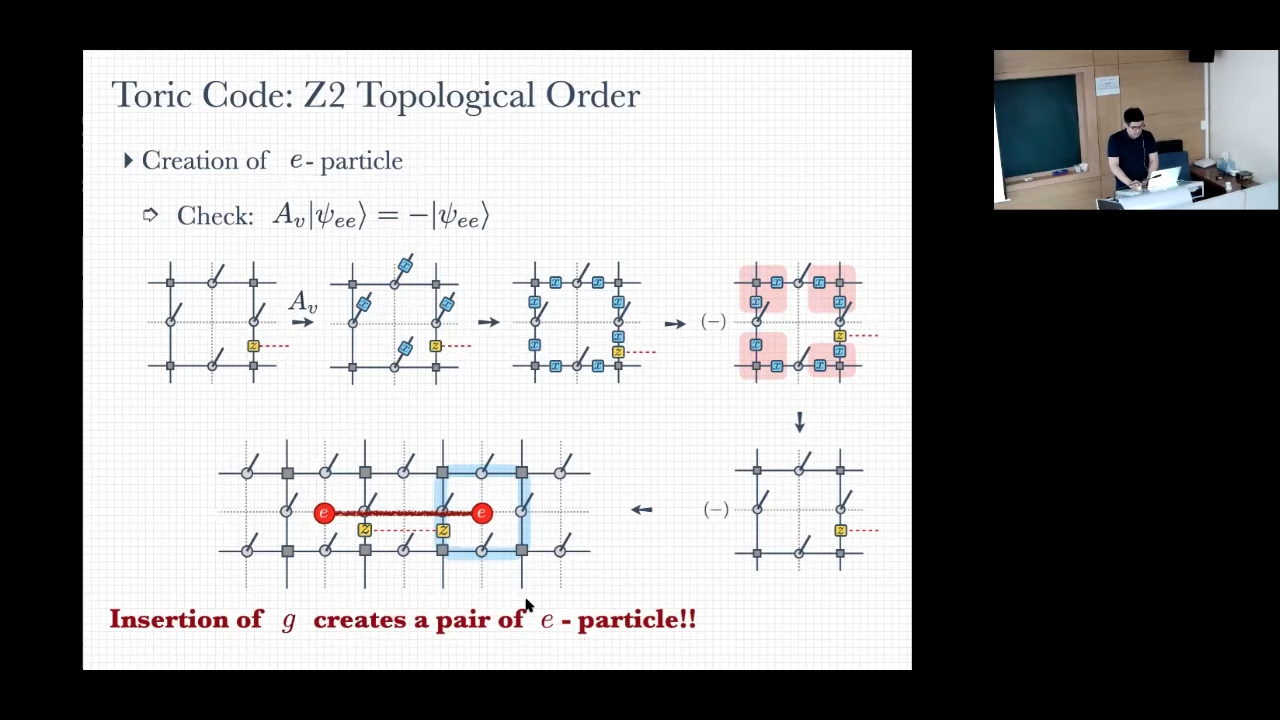 Toric Code: Z2 Topological Order
Creation of e - particle
Check: A_v|ψ_ee⟩ = −|ψ_ee⟩
A_v
x
x
x
x
z
z
x x
x x
x x z
x x
(−)
x x
x x
z
x x
x x
(−)
z
e e
z z
Insertion of g creates a pair of e - particle!!